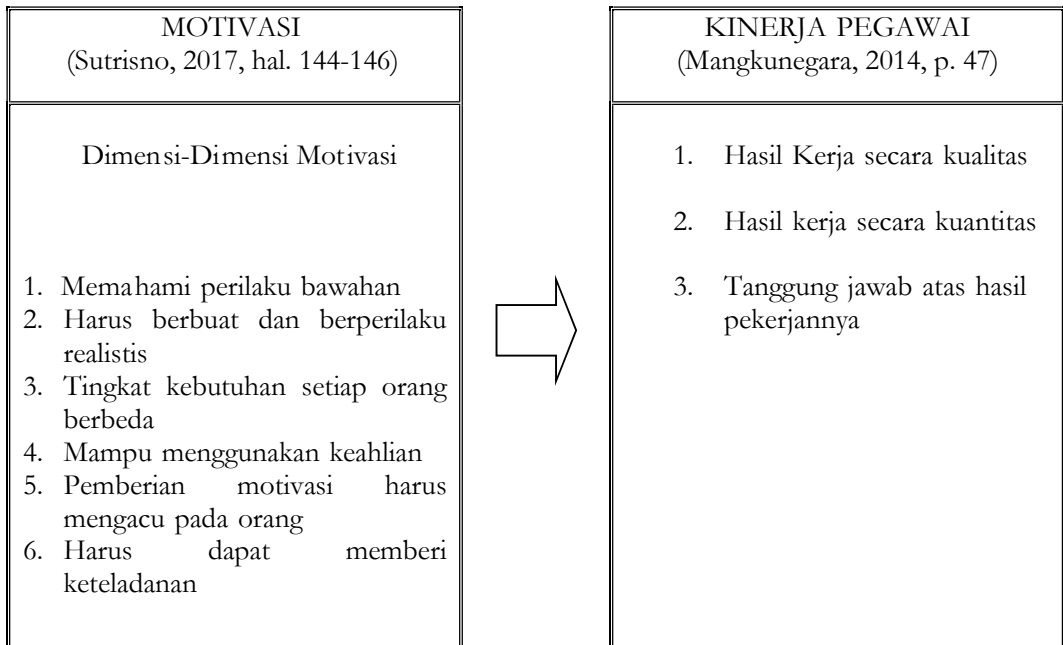 MOTIVASI
(Sutrisno, 2017, hal. 144-146)
Dimensi-Dimensi Motivasi
1. Memahami perilaku bawahan
2. Harus berbuat dan berperilaku
realistis
3. Tingkat kebutuhan setiap orang
berbeda
4. Mampu menggunakan keahlian
5. Pemberian motivasi harus
mengacu pada orang
6. Harus dapat memberi
keteladanan
KINERJA PEGAWAI
(Mangkunegara, 2014, p. 47)
1. Hasil Kerja secara kualitas
2. Hasil kerja secara kuantitas
3. Tanggung jawab atas hasil
pekerjannya